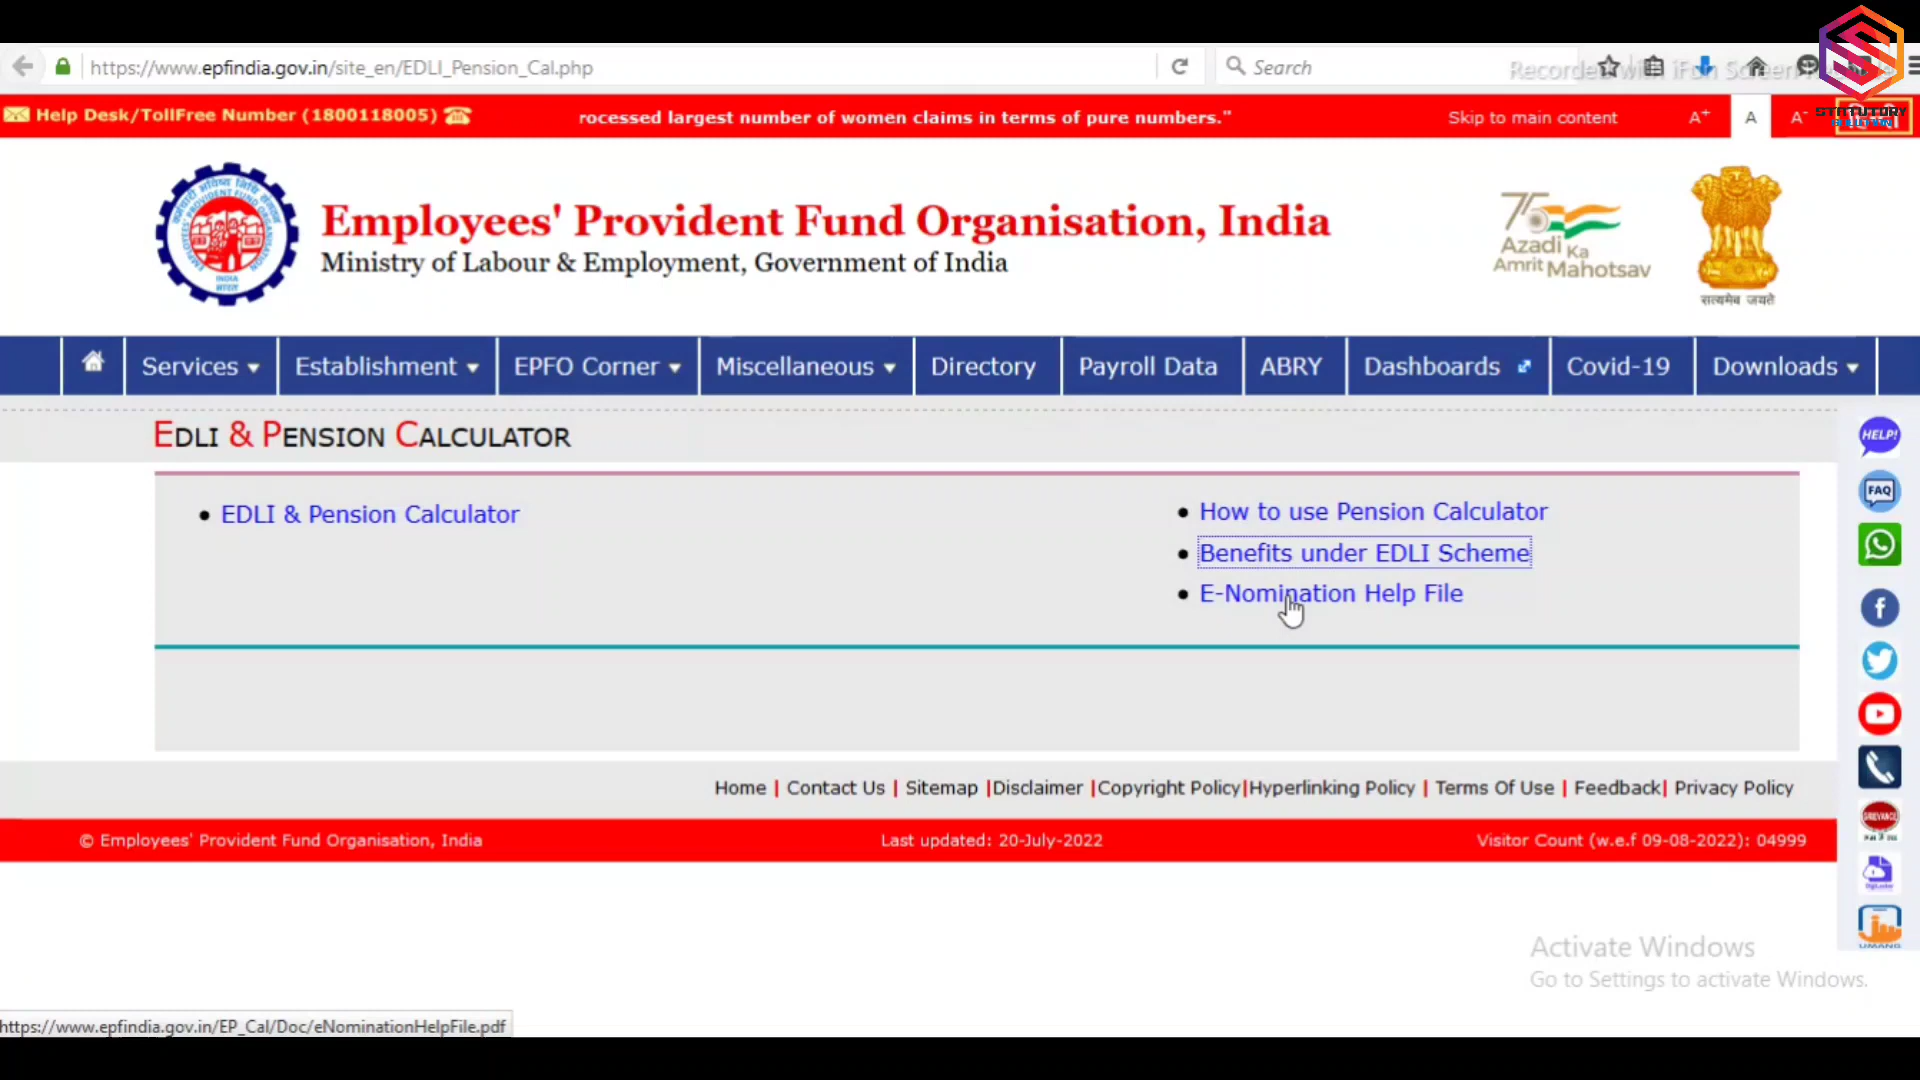 https://www.epfindia.gov.in/site_en/EDLI_Pension_Cal.php
Search
Help Desk/TollFree Number (1800118005)
rocessed largest number of women claims in terms of pure numbers."
Skip to main content
A+
A
A-
STATUTORY
SOLUTION
Employees' Provident Fund Organisation, India
Ministry of Labour & Employment, Government of India
75
Azadi Ka
Amrit Mahotsav
सत्यमेव जयते
Services
Establishment
EPFO Corner
Miscellaneous
Directory
Payroll Data
ABRY
Dashboards
Covid-19
Downloads
EDLI & PENSION CALCULATOR
EDLI & Pension Calculator
How to use Pension Calculator
Benefits under EDLI Scheme
E-Nomination Help File
HELP!
FAQ
GRIEVANCE
DigiLocker
UMANG
Home | Contact Us | Sitemap |Disclaimer |Copyright Policy|Hyperlinking Policy | Terms Of Use | Feedback| Privacy Policy
© Employees' Provident Fund Organisation, India
Last updated: 20-July-2022
Visitor Count (w.e.f 09-08-2022): 04999
Activate Windows
Go to Settings to activate Windows.
https://www.epfindia.gov.in/EP_Cal/Doc/eNominationHelpFile.pdf